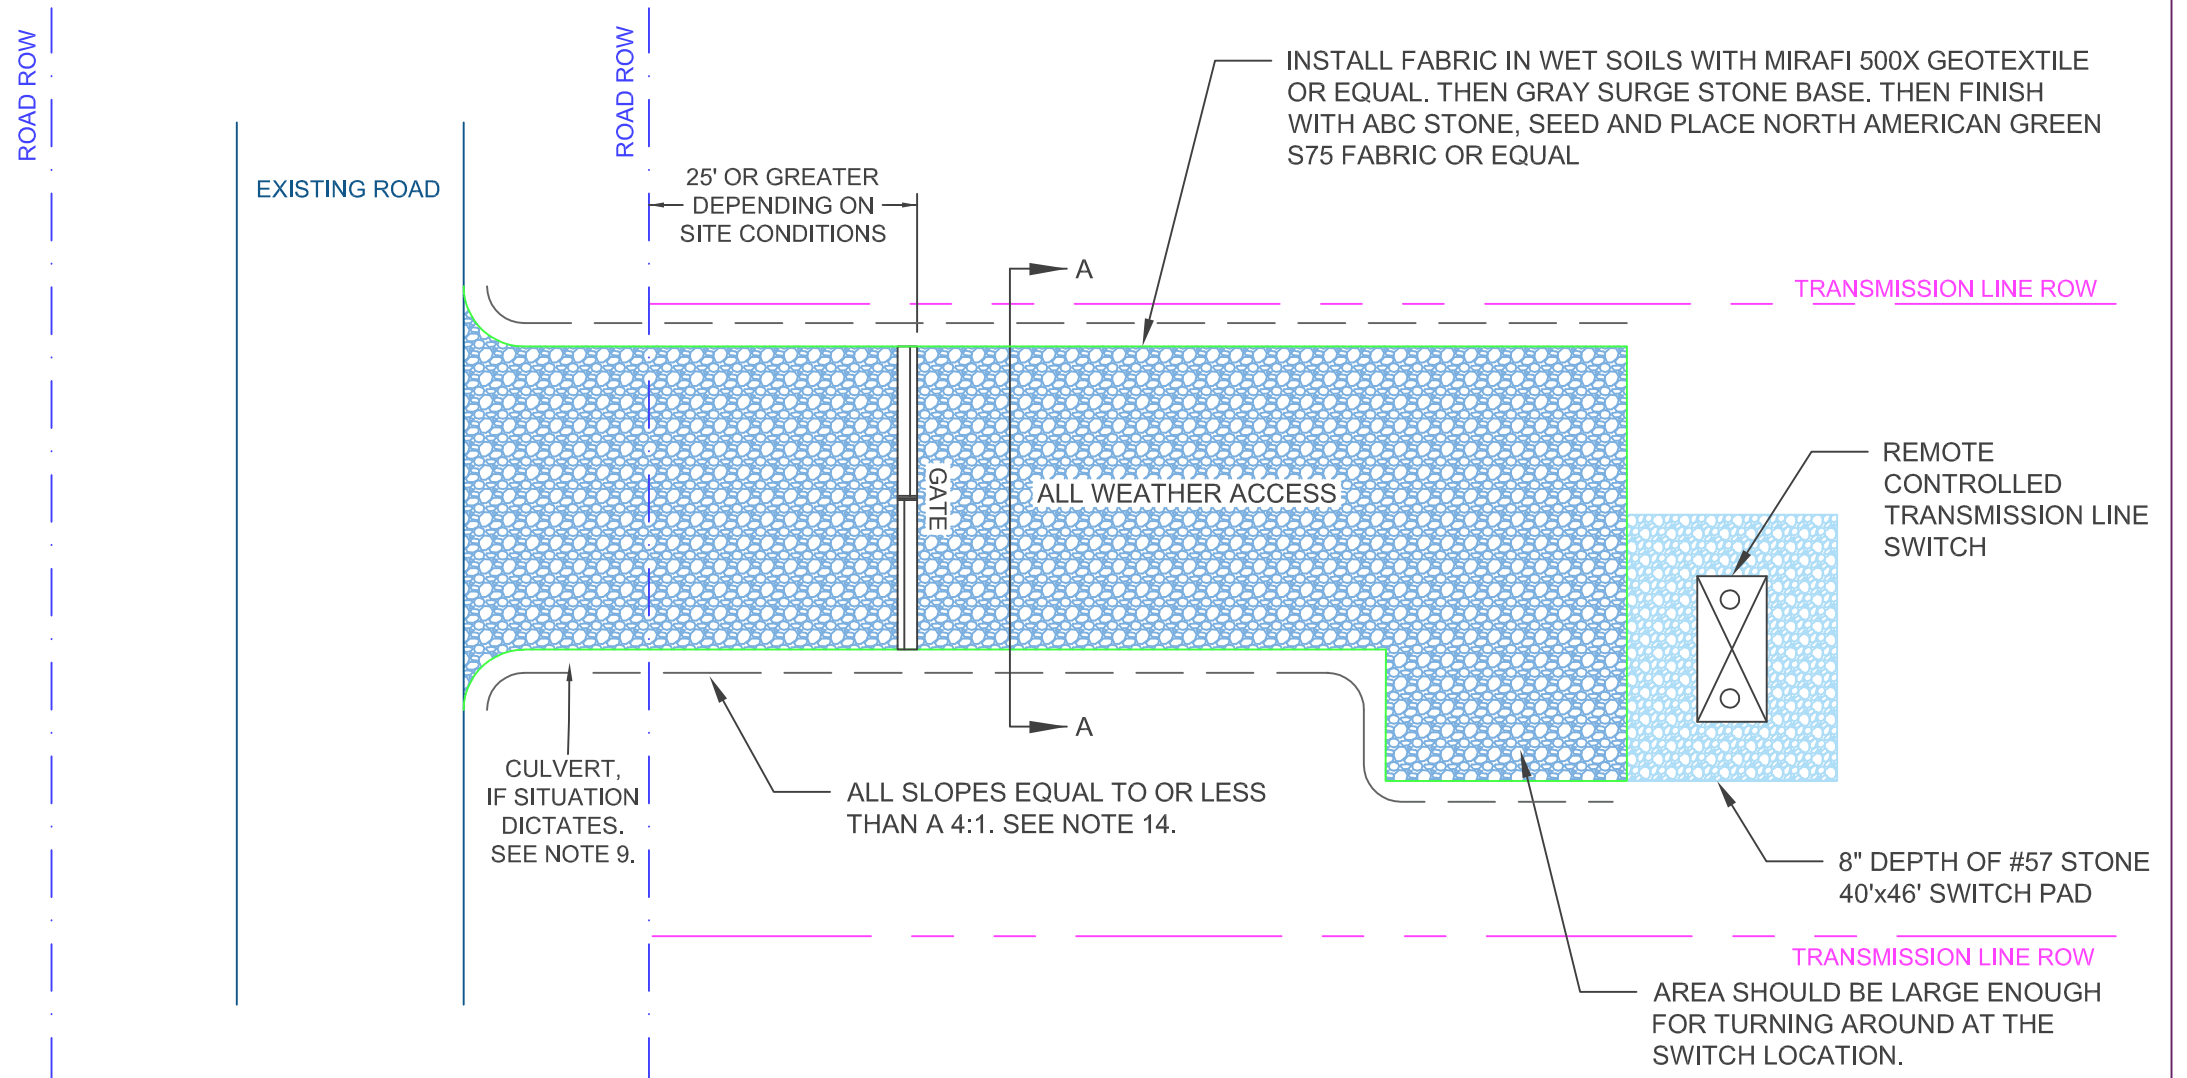 ROAD ROW
ROAD ROW
EXISTING ROAD
25' OR GREATER
DEPENDING ON
SITE CONDITIONS
INSTALL FABRIC IN WET SOILS WITH MIRAFI 500X GEOTEXTILE
OR EQUAL. THEN GRAY SURGE STONE BASE. THEN FINISH
WITH ABC STONE, SEED AND PLACE NORTH AMERICAN GREEN
S75 FABRIC OR EQUAL
A
TRANSMISSION LINE ROW
GATE
ALL WEATHER ACCESS
REMOTE
CONTROLLED
TRANSMISSION LINE
SWITCH
A
CULVERT,
IF SITUATION
DICTATES.
SEE NOTE 9.
ALL SLOPES EQUAL TO OR LESS
THAN A 4:1. SEE NOTE 14.
8" DEPTH OF #57 STONE
40'x46' SWITCH PAD
TRANSMISSION LINE ROW
AREA SHOULD BE LARGE ENOUGH
FOR TURNING AROUND AT THE
SWITCH LOCATION.